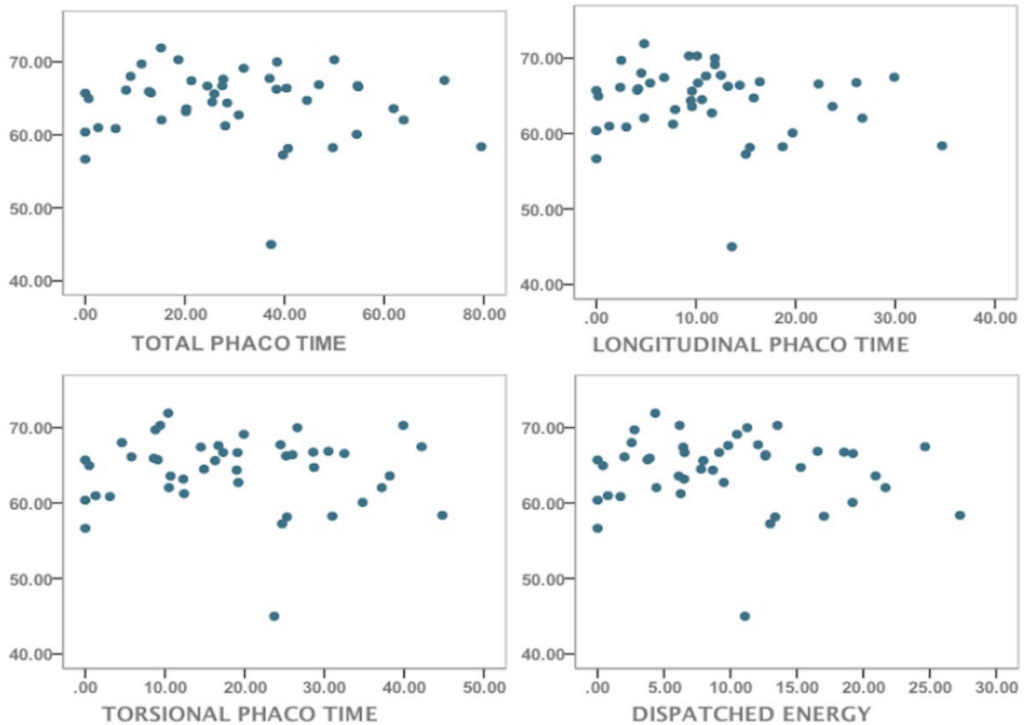 70.00
60.00
50.00
40.00
.00 20.00 40.00 60.00 80.00
TOTAL PHACO TIME
70.00
60.00
50.00
40.00
.00 10.00 20.00 30.00 40.00
LONGITUDINAL PHACO TIME
70.00
60.00
50.00
40.00
.00 10.00 20.00 30.00 40.00 50.00
TORSIONAL PHACO TIME
70.00
60.00
50.00
40.00
.00 5.00 10.00 15.00 20.00 25.00 30.00
DISPATCHED ENERGY